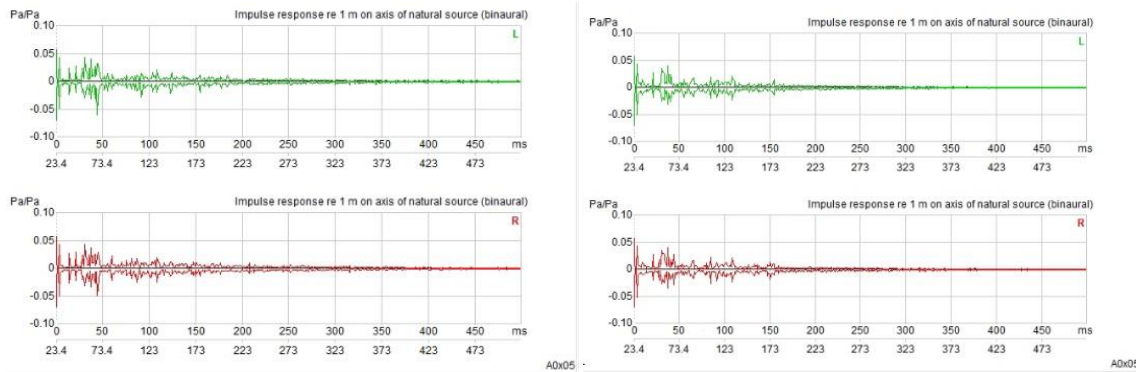 Pa/Pa Impulse response re 1 m on axis of natural source (binaural)
0.10
L
0.05
0
-0.05
-0.10
0 50 100 150 200 250 300 350 400 450 ms
23.4 73.4 123 173 223 273 323 373 423 473
Pa/Pa Impulse response re 1 m on axis of natural source (binaural)
0.10
R
0.05
0
-0.05
-0.10
0 50 100 150 200 250 300 350 400 450 ms
23.4 73.4 123 173 223 273 323 373 423 473
A0x05
Pa/Pa Impulse response re 1 m on axis of natural source (binaural)
0.10
L
0.05
0
-0.05
-0.10
0 50 100 150 200 250 300 350 400 450 ms
23.4 73.4 123 173 223 273 323 373 423 473
Pa/Pa Impulse response re 1 m on axis of natural source (binaural)
0.10
R
0.05
0
-0.05
-0.10
0 50 100 150 200 250 300 350 400 450 ms
23.4 73.4 123 173 223 273 323 373 423 473
A0x05